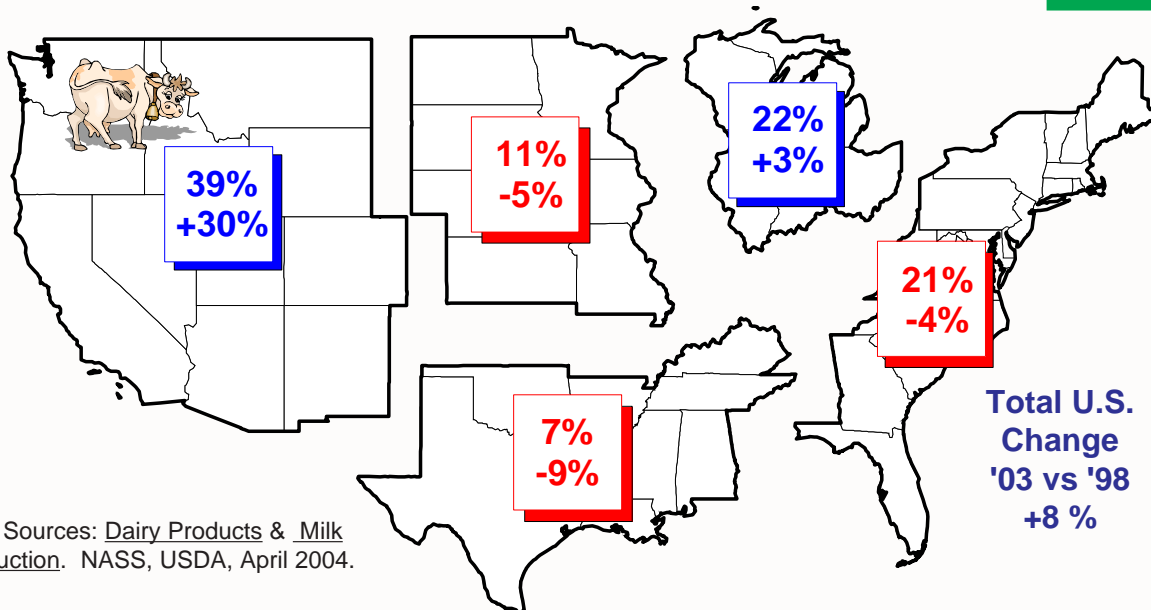 39%
+30%
11%
-5%
22%
+3%
21%
-4%
7%
-9%
Total U.S.
Change
'03 vs '98
+8 %
Sources: Dairy Products & Milk
uction. NASS, USDA, April 2004.